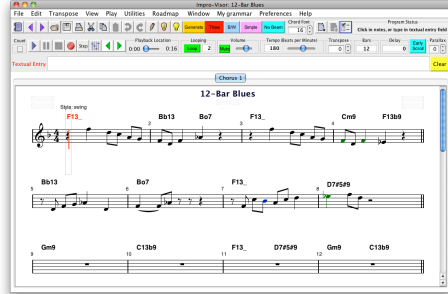 Impro-Visor: 12-Bar Blues
File Edit Transpose View Play Utilities Roadmap Window My grammar Preferences Help
Generate
Simple
No Beam
Chord Font
16
Program Status
Click in notes, or type in textual entry field
Count
Step
Playback Location
0:00 0:16
Looping
Loop 2
Volume
Mute
Tempo (Beats per Minute)
180
Transpose
0
Bars
12
Delay
0
Early Scroll
Parallax
0
Textual Entry
Clear
Chorus 1
12-Bar Blues
Style: swing
F13_ Bb13 Bo7 F13_ Cm9 F13b9
2 3 4
Bb13 Bo7 F13_ D7#5#9
5 6 7 8
Gm9 C13b9 F13_ D7#5#9 Gm9 C13b9
9 10 11 12